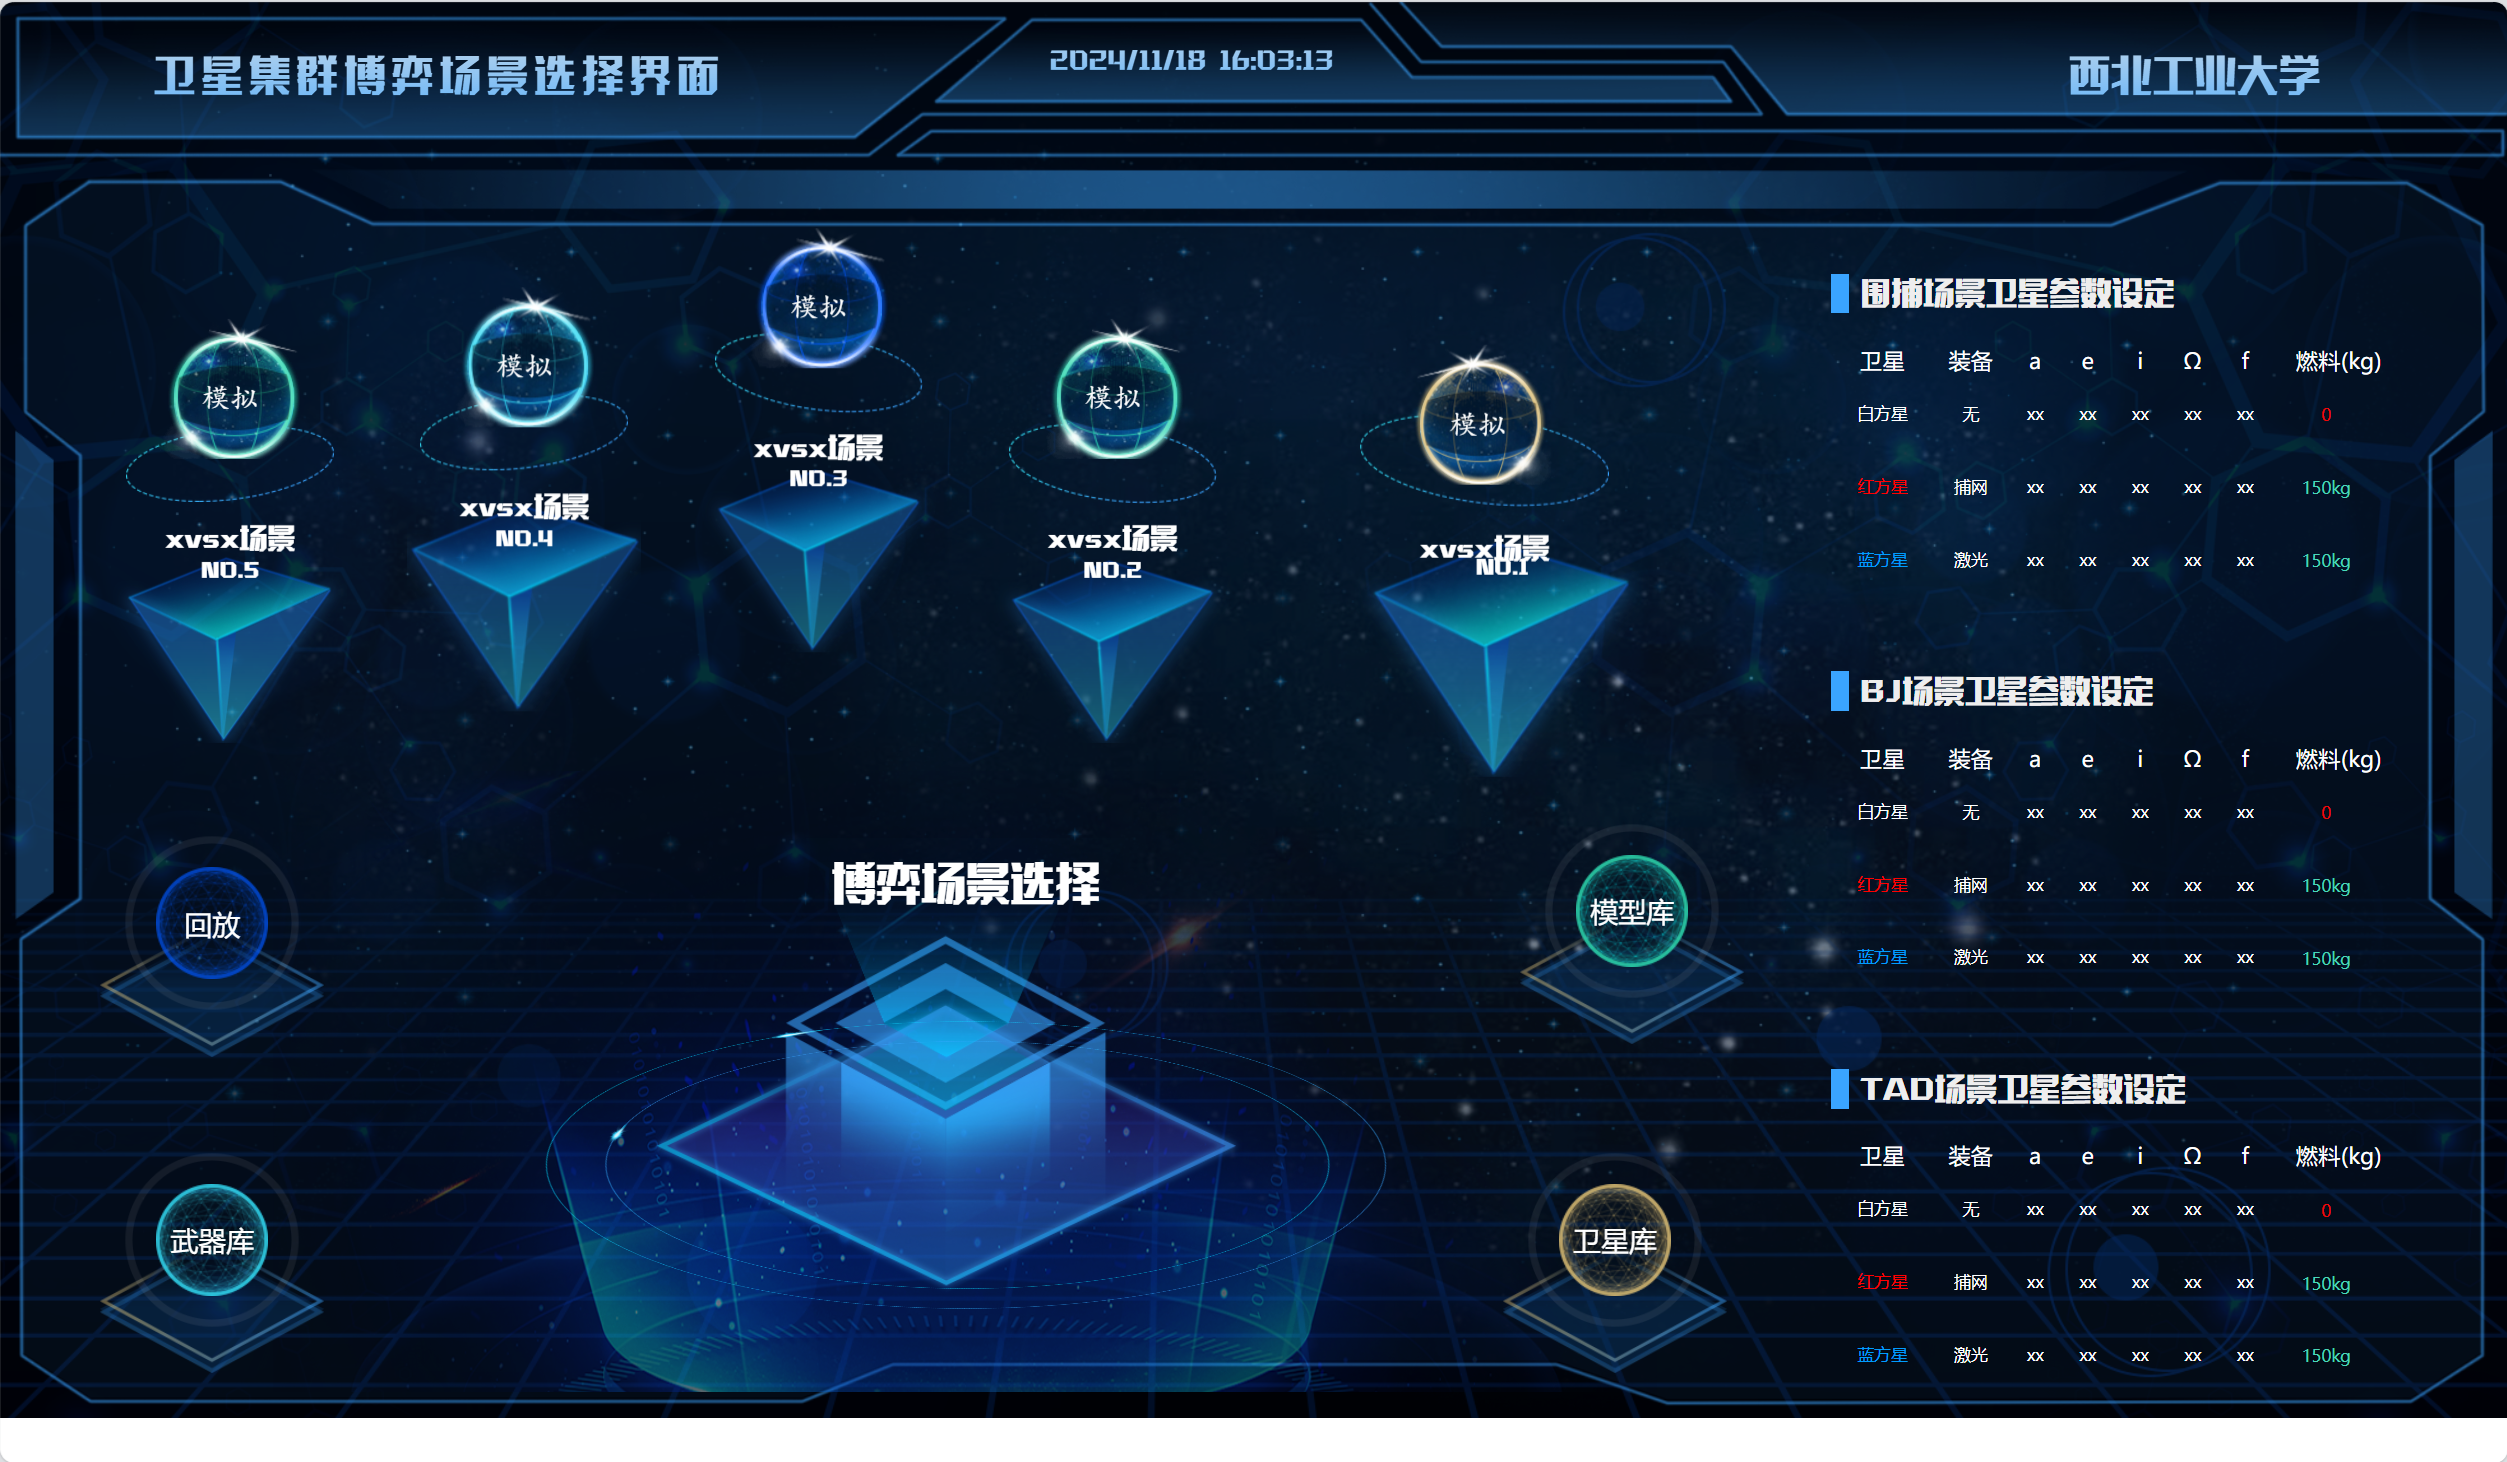 卫星集群博弈场景选择界面
2024/11/18 16:03:13
西北工业大学
模拟
xvsx场景
NO.5
模拟
xvsx场景
NO.4
模拟
xvsx场景
NO.3
模拟
xvsx场景
NO.2
模拟
xvsx场景
NO.1
博弈场景选择
回放
武器库
模型库
卫星库
围捕场景卫星参数设定
卫星 装备 a e i Ω f 燃料(kg)
白方星 无 xx xx xx xx xx 0
红方星 捕网 xx xx xx xx xx 150kg
蓝方星 激光 xx xx xx xx xx 150kg
BJ场景卫星参数设定
卫星 装备 a e i Ω f 燃料(kg)
白方星 无 xx xx xx xx xx 0
红方星 捕网 xx xx xx xx xx 150kg
蓝方星 激光 xx xx xx xx xx 150kg
TAD场景卫星参数设定
卫星 装备 a e i Ω f 燃料(kg)
白方星 无 xx xx xx xx xx 0
红方星 捕网 xx xx xx xx xx 150kg
蓝方星 激光 xx xx xx xx xx 150kg